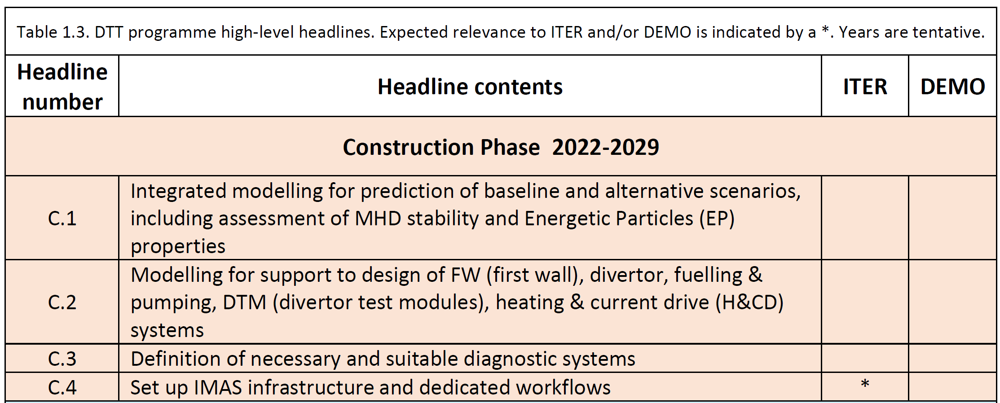 Table 1.3. DTT programme high-level headlines. Expected relevance to ITER and/or DEMO is indicated by a *. Years are tentative.
Headline
number
Headline contents
ITER
DEMO
Construction Phase 2022-2029
C.1
Integrated modelling for prediction of baseline and alternative scenarios,
including assessment of MHD stability and Energetic Particles (EP)
properties
C.2
Modelling for support to design of FW (first wall), divertor, fuelling &
pumping, DTM (divertor test modules), heating & current drive (H&CD)
systems
C.3
Definition of necessary and suitable diagnostic systems
C.4
Set up IMAS infrastructure and dedicated workflows
*